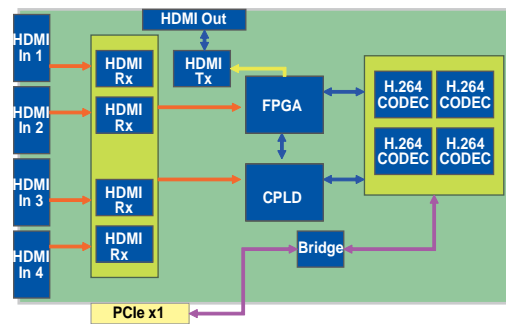 HDMI Out
HDMI
In 1
HDMI
In 2
HDMI
In 3
HDMI
In 4
HDMI
Rx
HDMI
Rx
HDMI
Rx
HDMI
Rx
HDMI
Tx
FPGA
CPLD
H.264
CODEC
H.264
CODEC
H.264
CODEC
H.264
CODEC
Bridge
PCIe x1